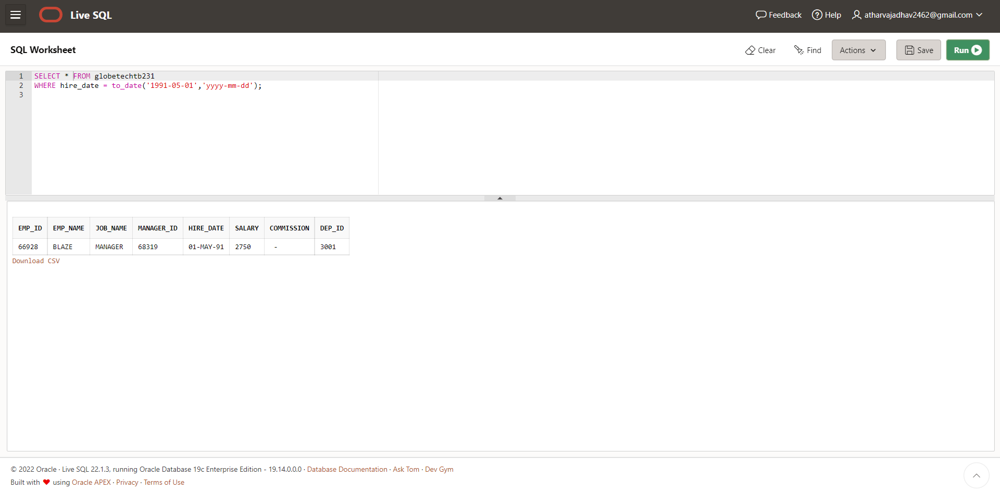 Live SQL
Feedback Help atharvajadhav2462@gmail.com
SQL Worksheet
Clear Find Actions Save Run
1 SELECT * FROM globetechtb231
2 WHERE hire_date = to_date('1991-05-01','yyyy-mm-dd');
3
EMP_ID EMP_NAME JOB_NAME MANAGER_ID HIRE_DATE SALARY COMMISSION DEP_ID
66928 BLAZE MANAGER 68319 01-MAY-91 2750 - 3001
Download CSV
© 2022 Oracle · Live SQL 22.1.3, running Oracle Database 19c Enterprise Edition - 19.14.0.0.0 · Database Documentation · Ask Tom · Dev Gym
Built with ❤ using Oracle APEX · Privacy · Terms of Use